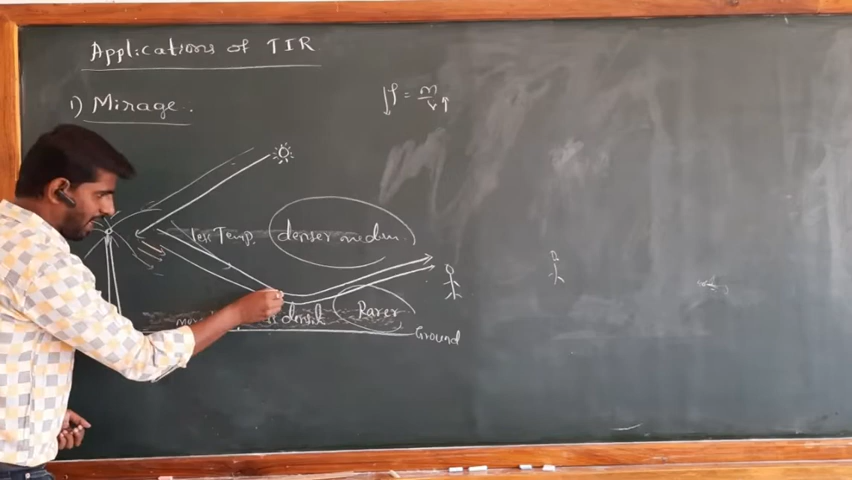 Applications of TIR
1) Mirage.
ρ = m/v ↑
less Temp. denser medium
Rarer
Ground